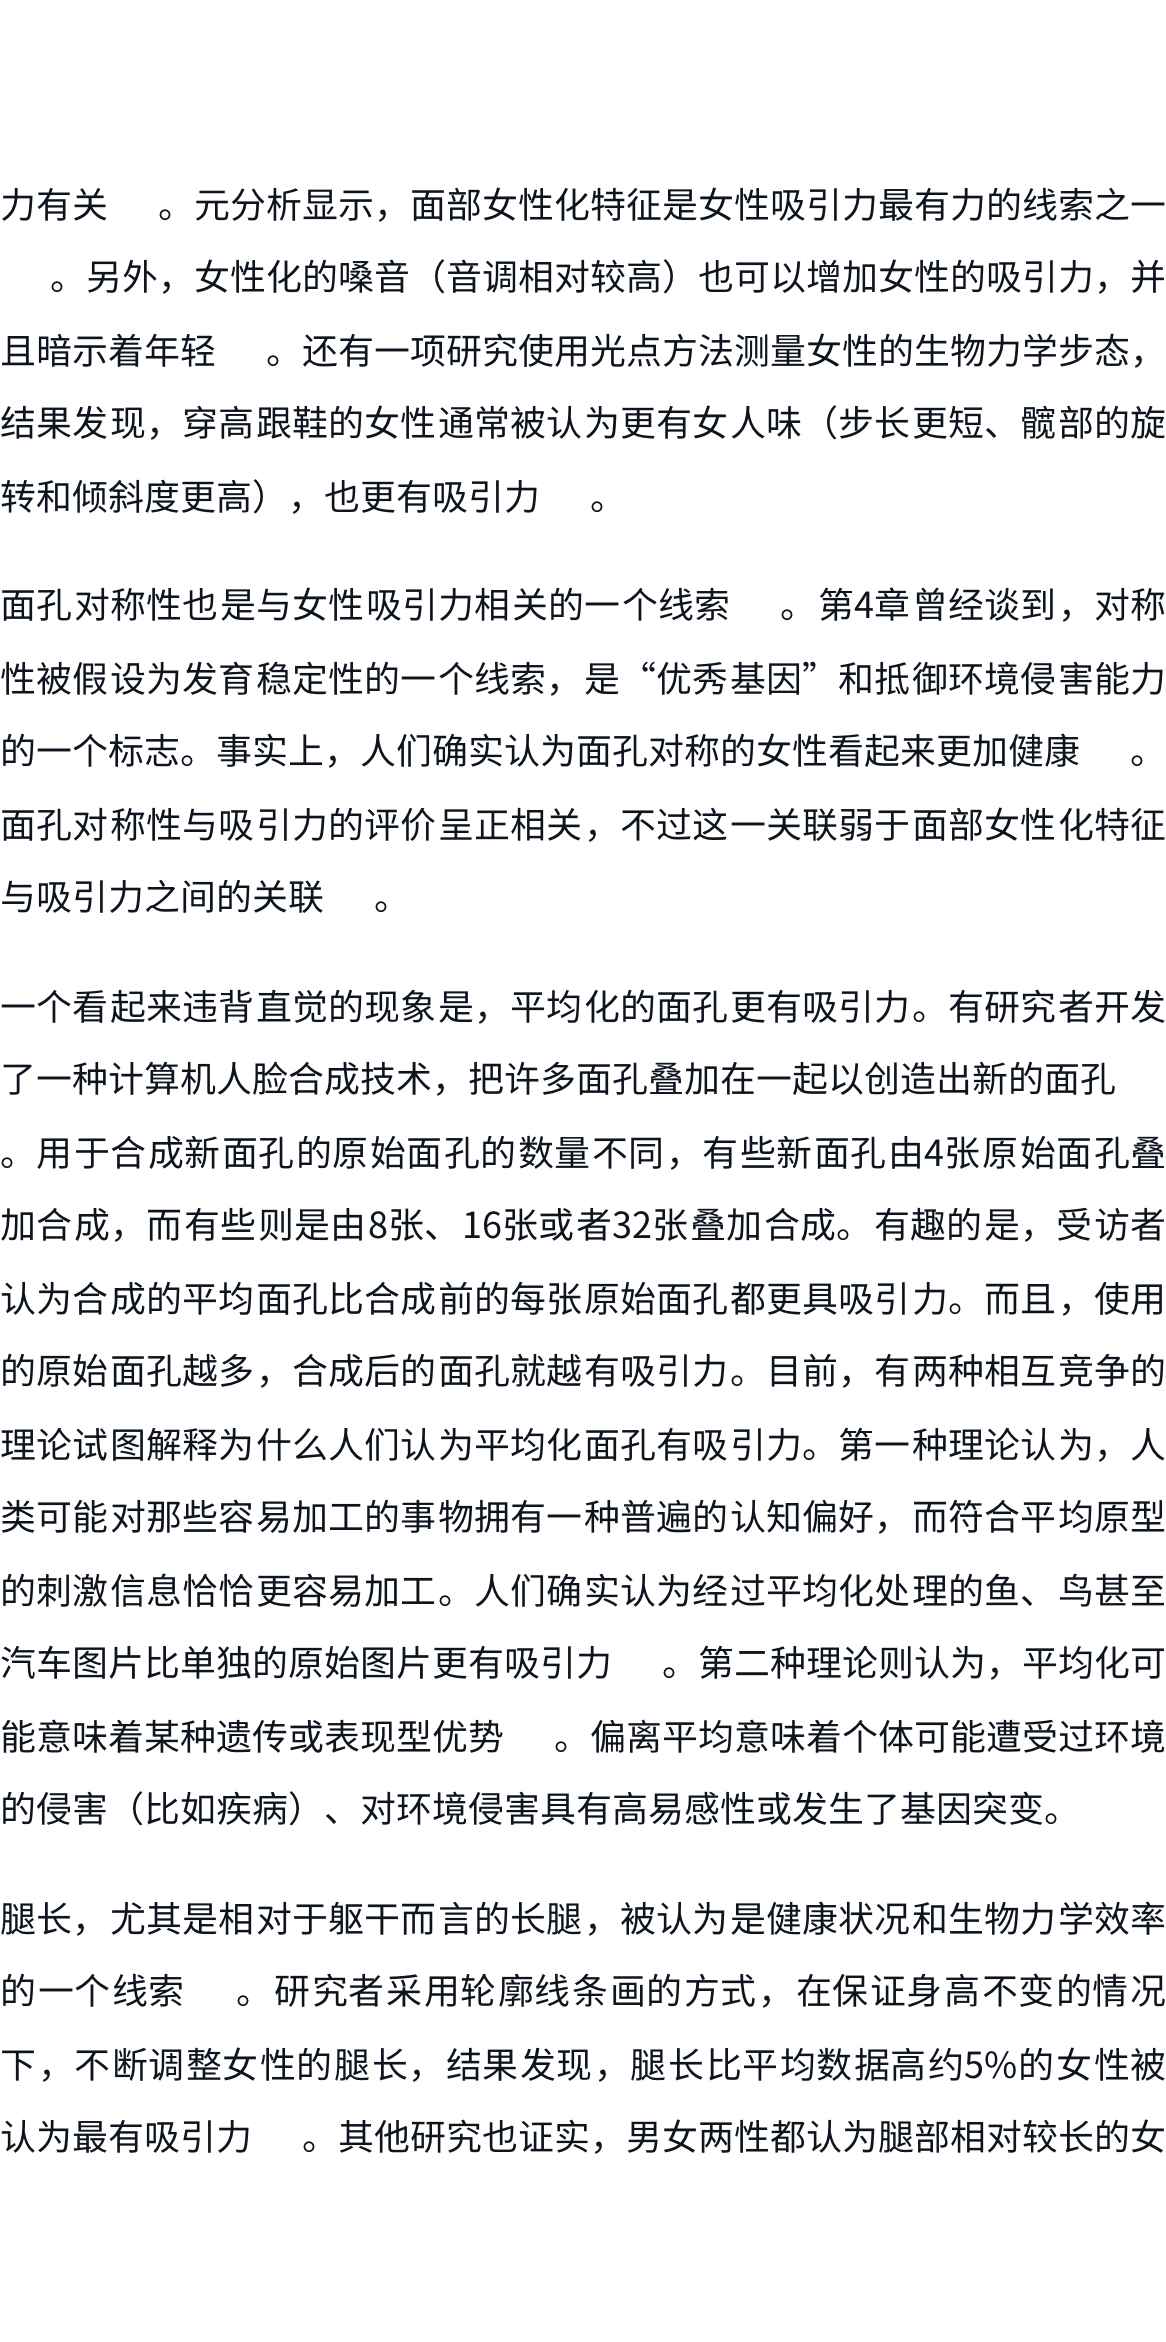 力有关 。元分析显示，面部女性化特征是女性吸引力最有力的线索之一
。另外，女性化的嗓音（音调相对较高）也可以增加女性的吸引力，并
且暗示着年轻 。还有一项研究使用光点方法测量女性的生物力学步态，
结果发现，穿高跟鞋的女性通常被认为更有女人味（步长更短、髋部的旋
转和倾斜度更高），也更有吸引力 。
面孔对称性也是与女性吸引力相关的一个线索 。第4章曾经谈到，对称
性被假设为发育稳定性的一个线索，是“优秀基因”和抵御环境侵害能力
的一个标志。事实上，人们确实认为面孔对称的女性看起来更加健康 。
面孔对称性与吸引力的评价呈正相关，不过这一关联弱于面部女性化特征
与吸引力之间的关联 。
一个看起来违背直觉的现象是，平均化的面孔更有吸引力。有研究者开发
了一种计算机人脸合成技术，把许多面孔叠加在一起以创造出新的面孔
。用于合成新面孔的原始面孔的数量不同，有些新面孔由4张原始面孔叠
加合成，而有些则是由8张、16张或者32张叠加合成。有趣的是，受访者
认为合成的平均面孔比合成前的每张原始面孔都更具吸引力。而且，使用
的原始面孔越多，合成后的面孔就越有吸引力。目前，有两种相互竞争的
理论试图解释为什么人们认为平均化面孔有吸引力。第一种理论认为，人
类可能对那些容易加工的事物拥有一种普遍的认知偏好，而符合平均原型
的刺激信息恰恰更容易加工。人们确实认为经过平均化处理的鱼、鸟甚至
汽车图片比单独的原始图片更有吸引力 。第二种理论则认为，平均化可
能意味着某种遗传或表现型优势 。偏离平均意味着个体可能遭受过环境
的侵害（比如疾病）、对环境侵害具有高易感性或发生了基因突变。
腿长，尤其是相对于躯干而言的长腿，被认为是健康状况和生物力学效率
的一个线索 。研究者采用轮廓线条画的方式，在保证身高不变的情况
下，不断调整女性的腿长，结果发现，腿长比平均数据高约5%的女性被
认为最有吸引力 。其他研究也证实，男女两性都认为腿部相对较长的女